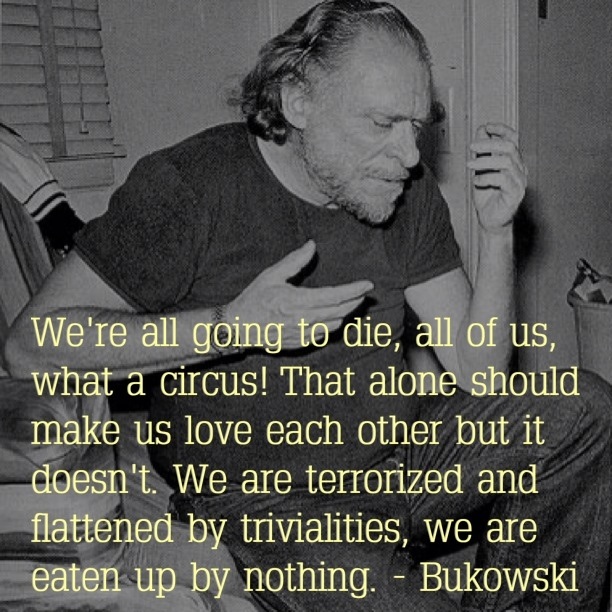 We're all going to die, all of us,
what a circus! That alone should
make us love each other but it
doesn't. We are terrorized and
flattened by trivialities, we are
eaten up by nothing. - Bukowski